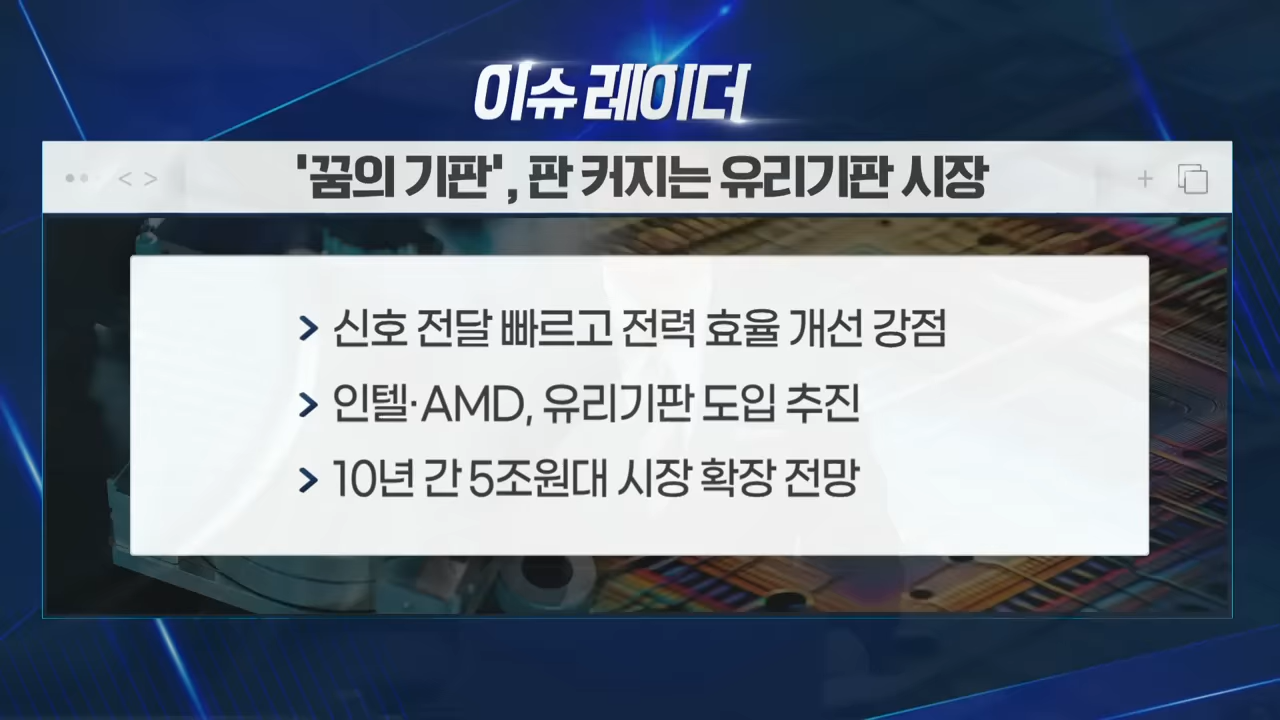 이슈 레이더
'꿈의 기판', 판 커지는 유리기판 시장
> 신호 전달 빠르고 전력 효율 개선 강점
> 인텔·AMD, 유리기판 도입 추진
> 10년 간 5조원대 시장 확장 전망